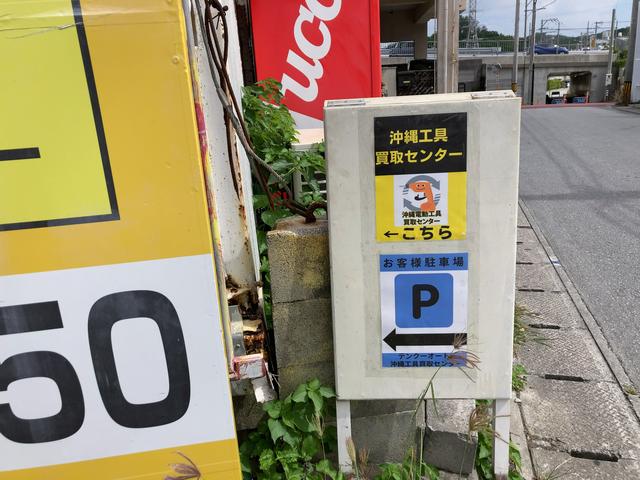 ucc
沖縄工具
買取センター
沖縄電動工具
買取センター
←こちら
お客様駐車場
P
テンクーオート
沖縄工具買取センター
50